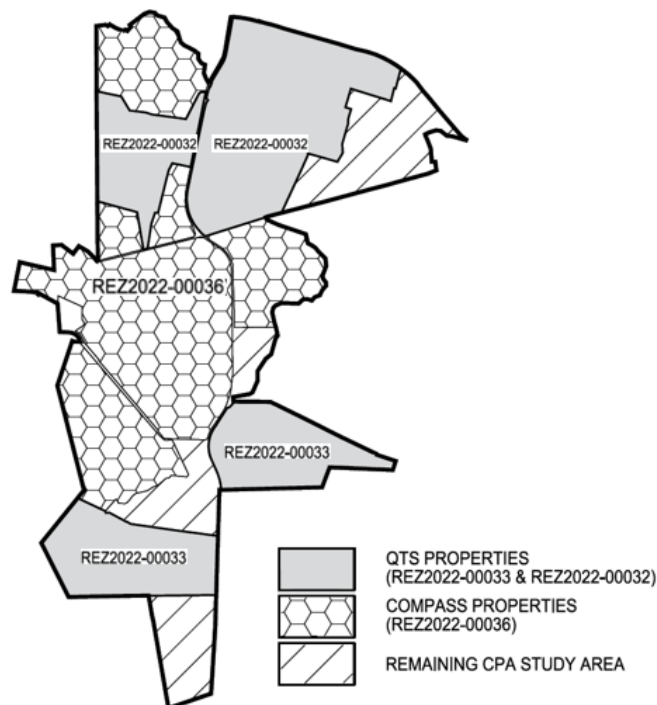 REZ2022-00032
REZ2022-00032
REZ2022-00036
REZ2022-00033
REZ2022-00033
QTS PROPERTIES
(REZ2022-00033 & REZ2022-00032)
COMPASS PROPERTIES
(REZ2022-00036)
REMAINING CPA STUDY AREA